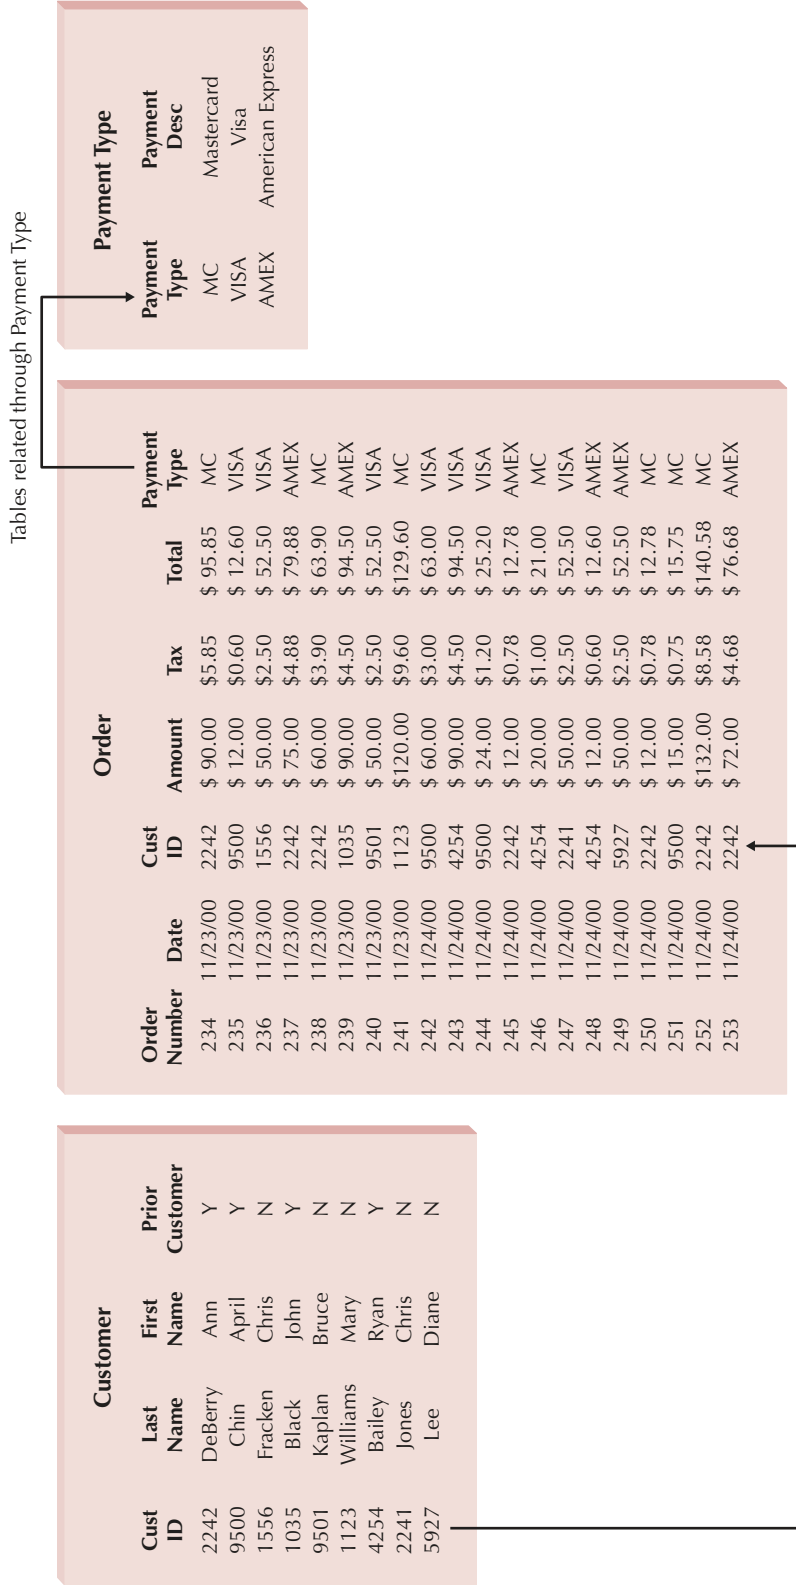 Tables related through Payment Type
Customer
Cust ID Last Name First Name Prior Customer
2242 DeBerry Ann Y
9500 Chin April Y
1556 Fracken Chris N
1035 Black John Y
9501 Kaplan Bruce N
1123 Williams Mary N
4254 Bailey Ryan Y
2241 Jones Chris N
5927 Lee Diane N
Order
Order Number Date Cust ID Amount Tax Total Payment Type
234 11/23/00 2242 $ 90.00 $5.85 $ 95.85 MC
235 11/23/00 9500 $ 12.00 $0.60 $ 12.60 VISA
236 11/23/00 1556 $ 50.00 $2.50 $ 52.50 VISA
237 11/23/00 2242 $ 75.00 $4.88 $ 79.88 AMEX
238 11/23/00 2242 $ 60.00 $3.90 $ 63.90 MC
239 11/23/00 1035 $ 90.00 $4.50 $ 94.50 AMEX
240 11/23/00 9501 $ 50.00 $2.50 $ 52.50 VISA
241 11/23/00 1123 $120.00 $9.60 $129.60 MC
242 11/24/00 9500 $ 60.00 $3.00 $ 63.00 VISA
243 11/24/00 4254 $ 90.00 $4.50 $ 94.50 VISA
244 11/24/00 9500 $ 24.00 $1.20 $ 25.20 VISA
245 11/24/00 2242 $ 12.00 $0.78 $ 12.78 AMEX
246 11/24/00 4254 $ 20.00 $1.00 $ 21.00 MC
247 11/24/00 2241 $ 50.00 $2.50 $ 52.50 VISA
248 11/24/00 4254 $ 12.00 $0.60 $ 12.60 AMEX
249 11/24/00 5927 $ 50.00 $2.50 $ 52.50 AMEX
250 11/24/00 2242 $ 12.00 $0.78 $ 12.78 MC
251 11/24/00 9500 $ 15.00 $0.75 $ 15.75 MC
252 11/24/00 2242 $132.00 $8.58 $140.58 MC
253 11/24/00 2242 $ 72.00 $4.68 $ 76.68 AMEX
Payment Type
Payment Type Payment Desc
MC Mastercard
VISA Visa
AMEX American Express